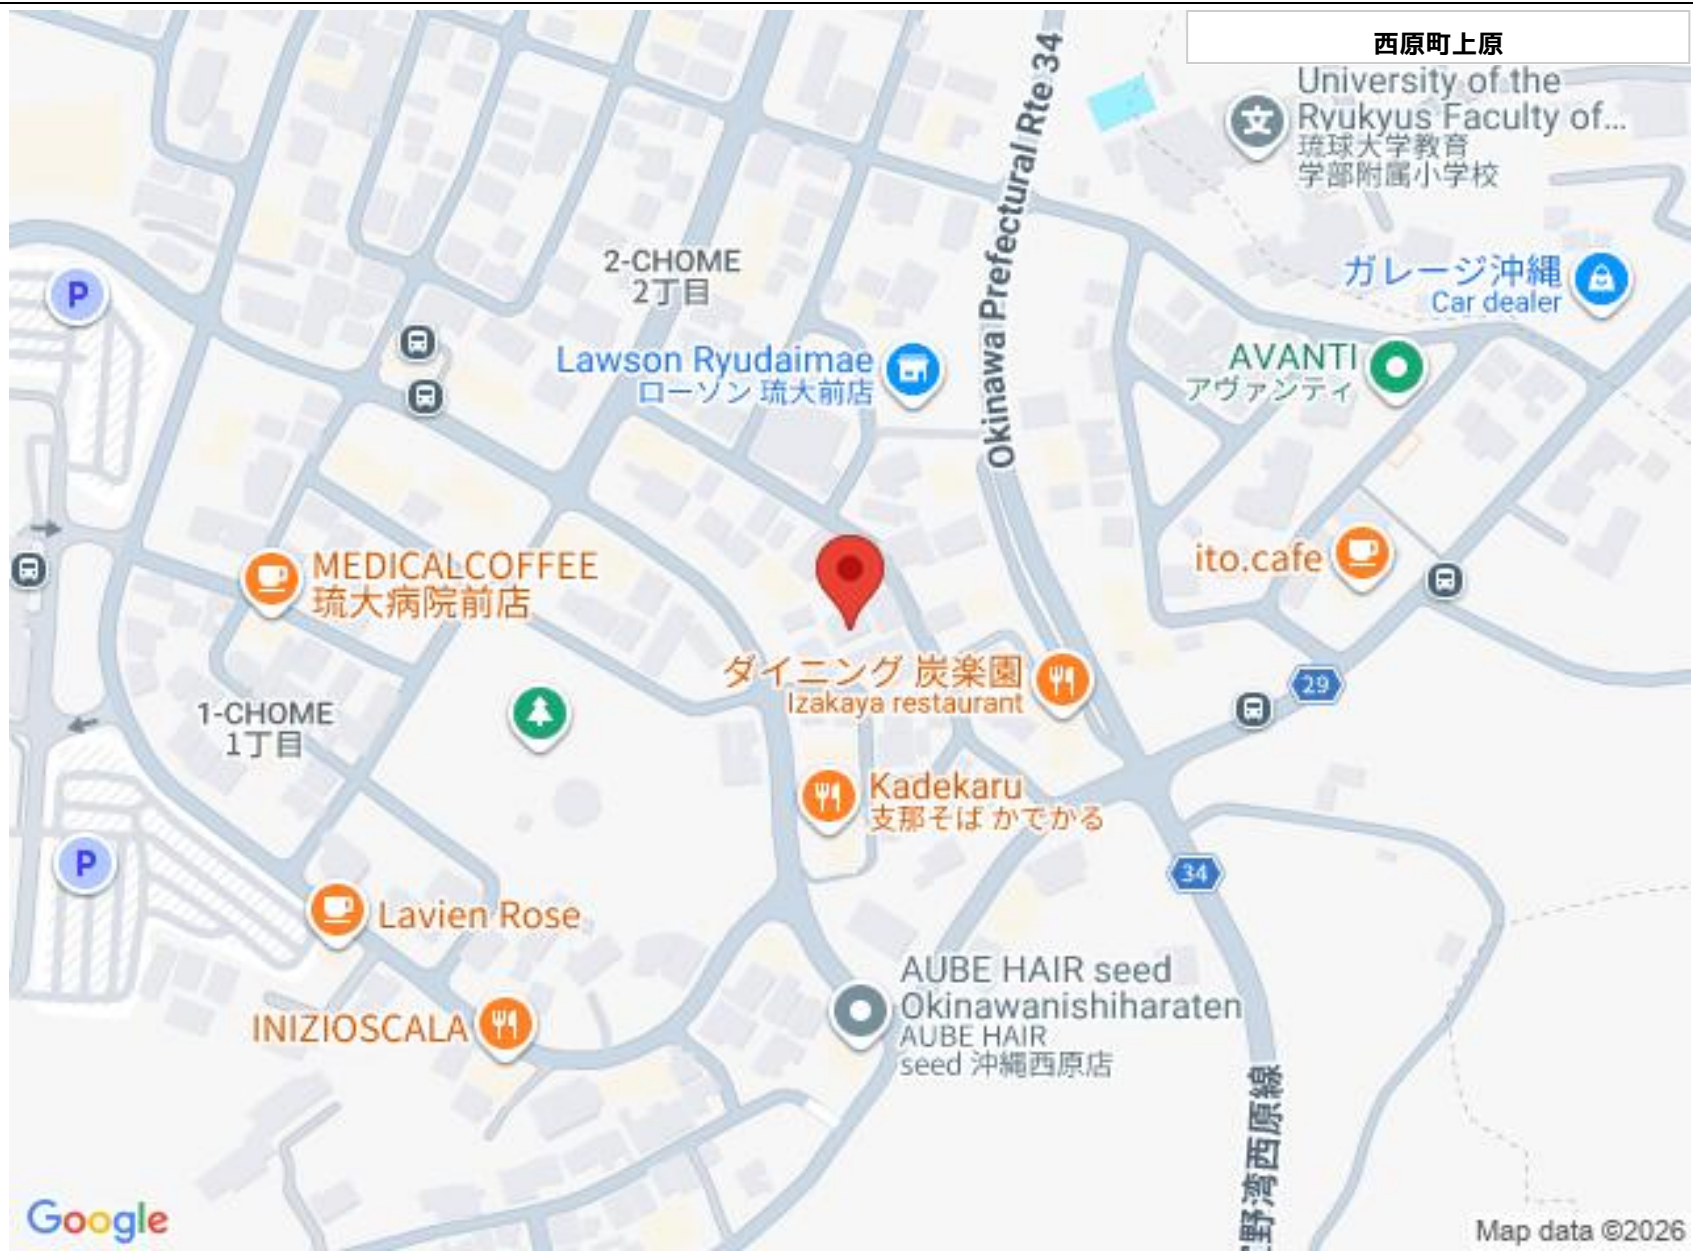 西原町上原
University of the
Ryukyus Faculty of...
琉球大学教育
学部附属小学校
Okinawa Prefectural Rte 34
2-CHOME
2丁目
ガレージ沖縄
Car dealer
P
Lawson Ryudaimae
ローソン 琉大前店
AVANTI
アヴァンティ
MEDICALCOFFEE
琉大病院前店
ito.cafe
ダイニング 炭楽園
Izakaya restaurant
29
1-CHOME
1丁目
Kadekaru
支那そば かでかる
34
P
Lavien Rose
AUBE HAIR seed
Okinawanishiharaten
AUBE HAIR
seed 沖縄西原店
INIZIOSCALA
野湾西原線
Google
Map data ©2026